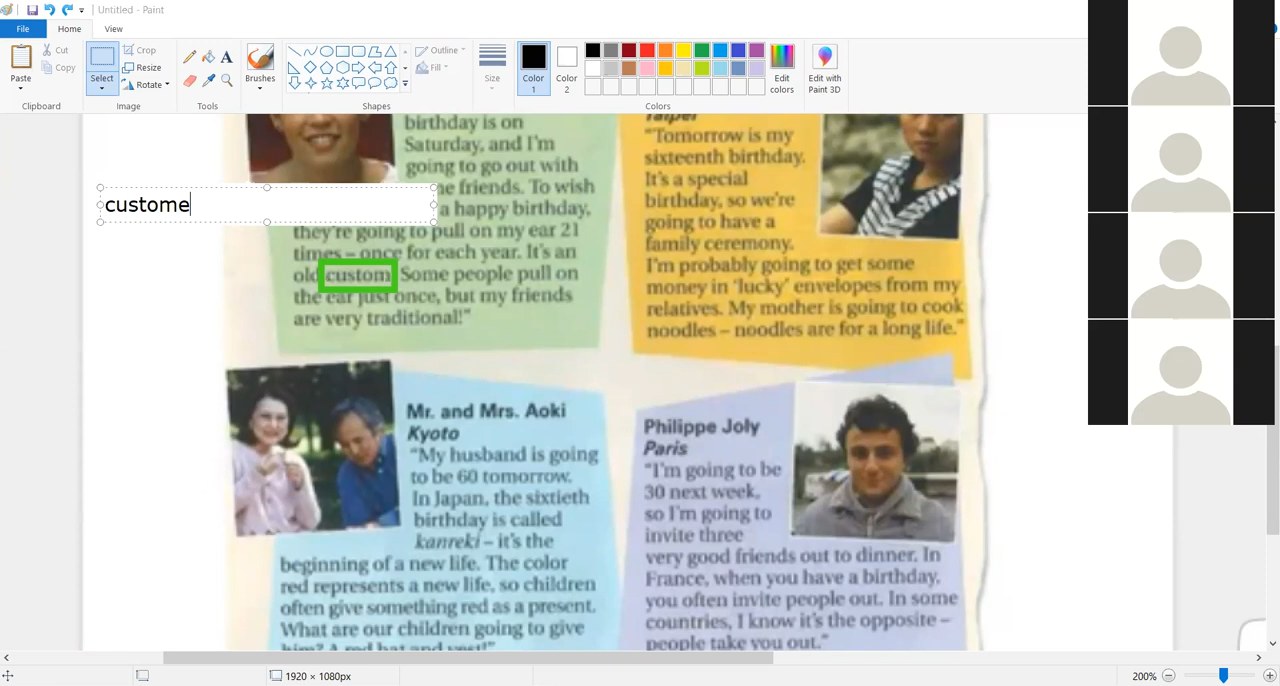 Untitled - Paint
File
Home
View
Paste
Cut
Copy
Clipboard
Select
Crop
Resize
Rotate
Image
Tools
Brushes
Shapes
Outline
Fill
Size
Color 1
Color 2
Edit colors
Colors
Edit with Paint 3D
birthday is on
Saturday, and I'm
going to go out with
ne friends. To wish
a happy birthday,
they're going to pull on my ear 21
times – once for each year. It's an
old custom. Some people pull on
the ear just once, but my friends
are very traditional!"
custome
Taipei
"Tomorrow is my
sixteenth birthday.
It's a special
birthday, so we're
going to have a
family ceremony.
I'm probably going to get some
money in 'lucky' envelopes from my
relatives. My mother is going to cook
noodles – noodles are for a long life."
Mr. and Mrs. Aoki
Kyoto
"My husband is going
to be 60 tomorrow.
In Japan, the sixtieth
birthday is called
kanreki – it's the
beginning of a new life. The color
red represents a new life, so children
often give something red as a present.
What are our children going to give
him? A red hat and vest!"
Philippe Joly
Paris
"I'm going to be
30 next week,
so I'm going to
invite three
very good friends out to dinner. In
France, when you have a birthday,
you often invite people out. In some
countries, I know it's the opposite –
people take you out."
1920 × 1080px
200%